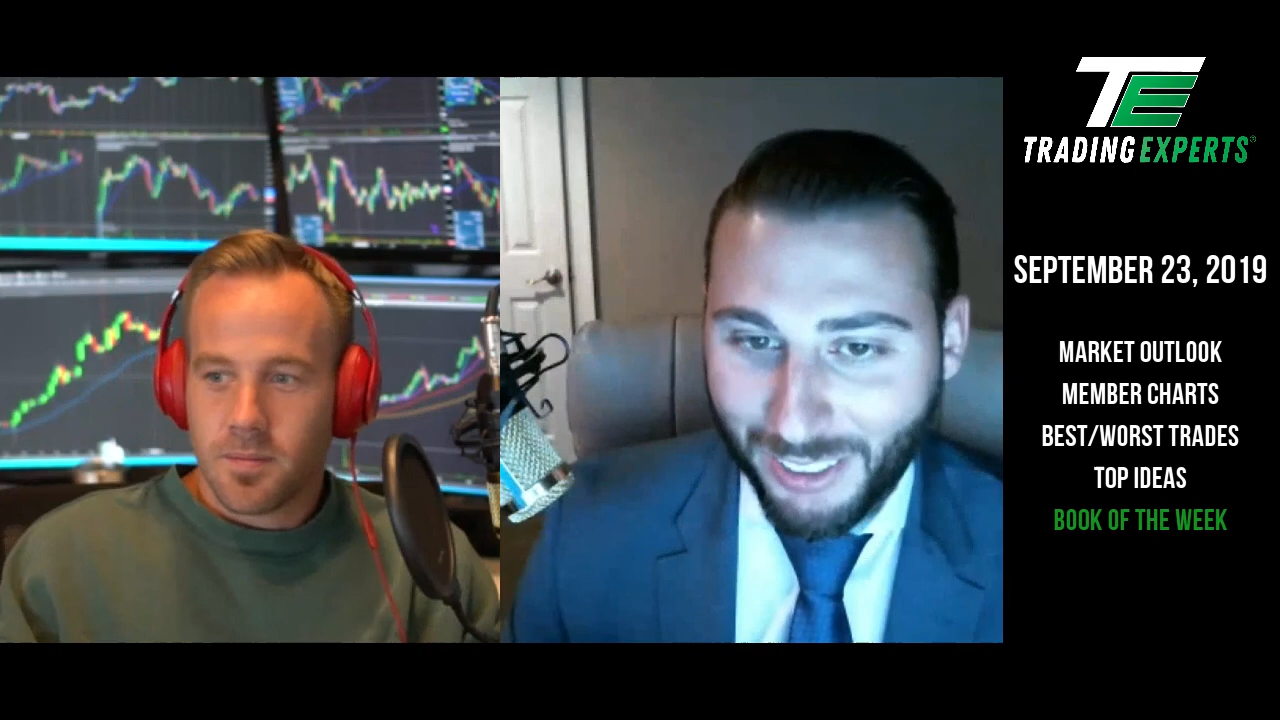 TE
TRADING EXPERTS®
SEPTEMBER 23, 2019
MARKET OUTLOOK
MEMBER CHARTS
BEST/WORST TRADES
TOP IDEAS
BOOK OF THE WEEK